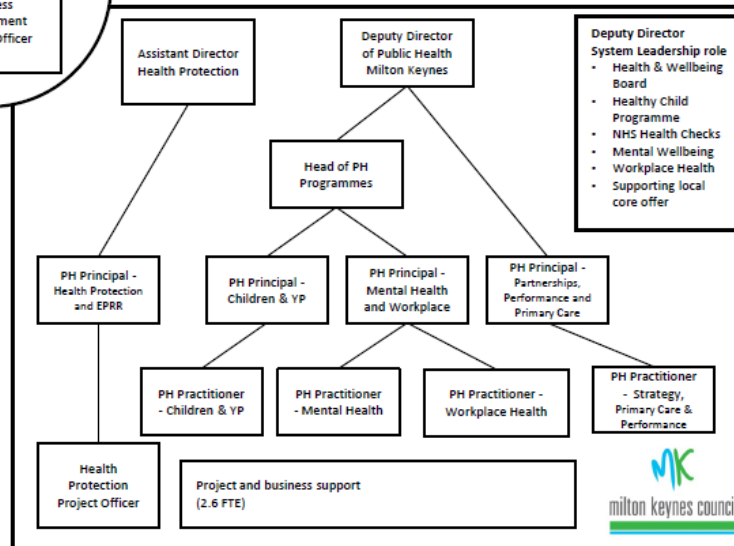 ess
ment
Officer
Assistant Director
Health Protection
Deputy Director
of Public Health
Milton Keynes
Deputy Director
System Leadership role
• Health & Wellbeing
Board
• Healthy Child
Programme
• NHS Health Checks
• Mental Wellbeing
• Workplace Health
• Supporting local
core offer
Head of PH
Programmes
PH Principal -
Health Protection
and EPRR
PH Principal -
Children & YP
PH Principal -
Mental Health
and Workplace
PH Principal -
Partnerships,
Performance and
Primary Care
PH Practitioner
- Children & YP
PH Practitioner
- Mental Health
PH Practitioner -
Workplace Health
PH Practitioner
- Strategy,
Primary Care &
Performance
Health
Protection
Project Officer
Project and business support
(2.6 FTE)
MK
milton keynes counci